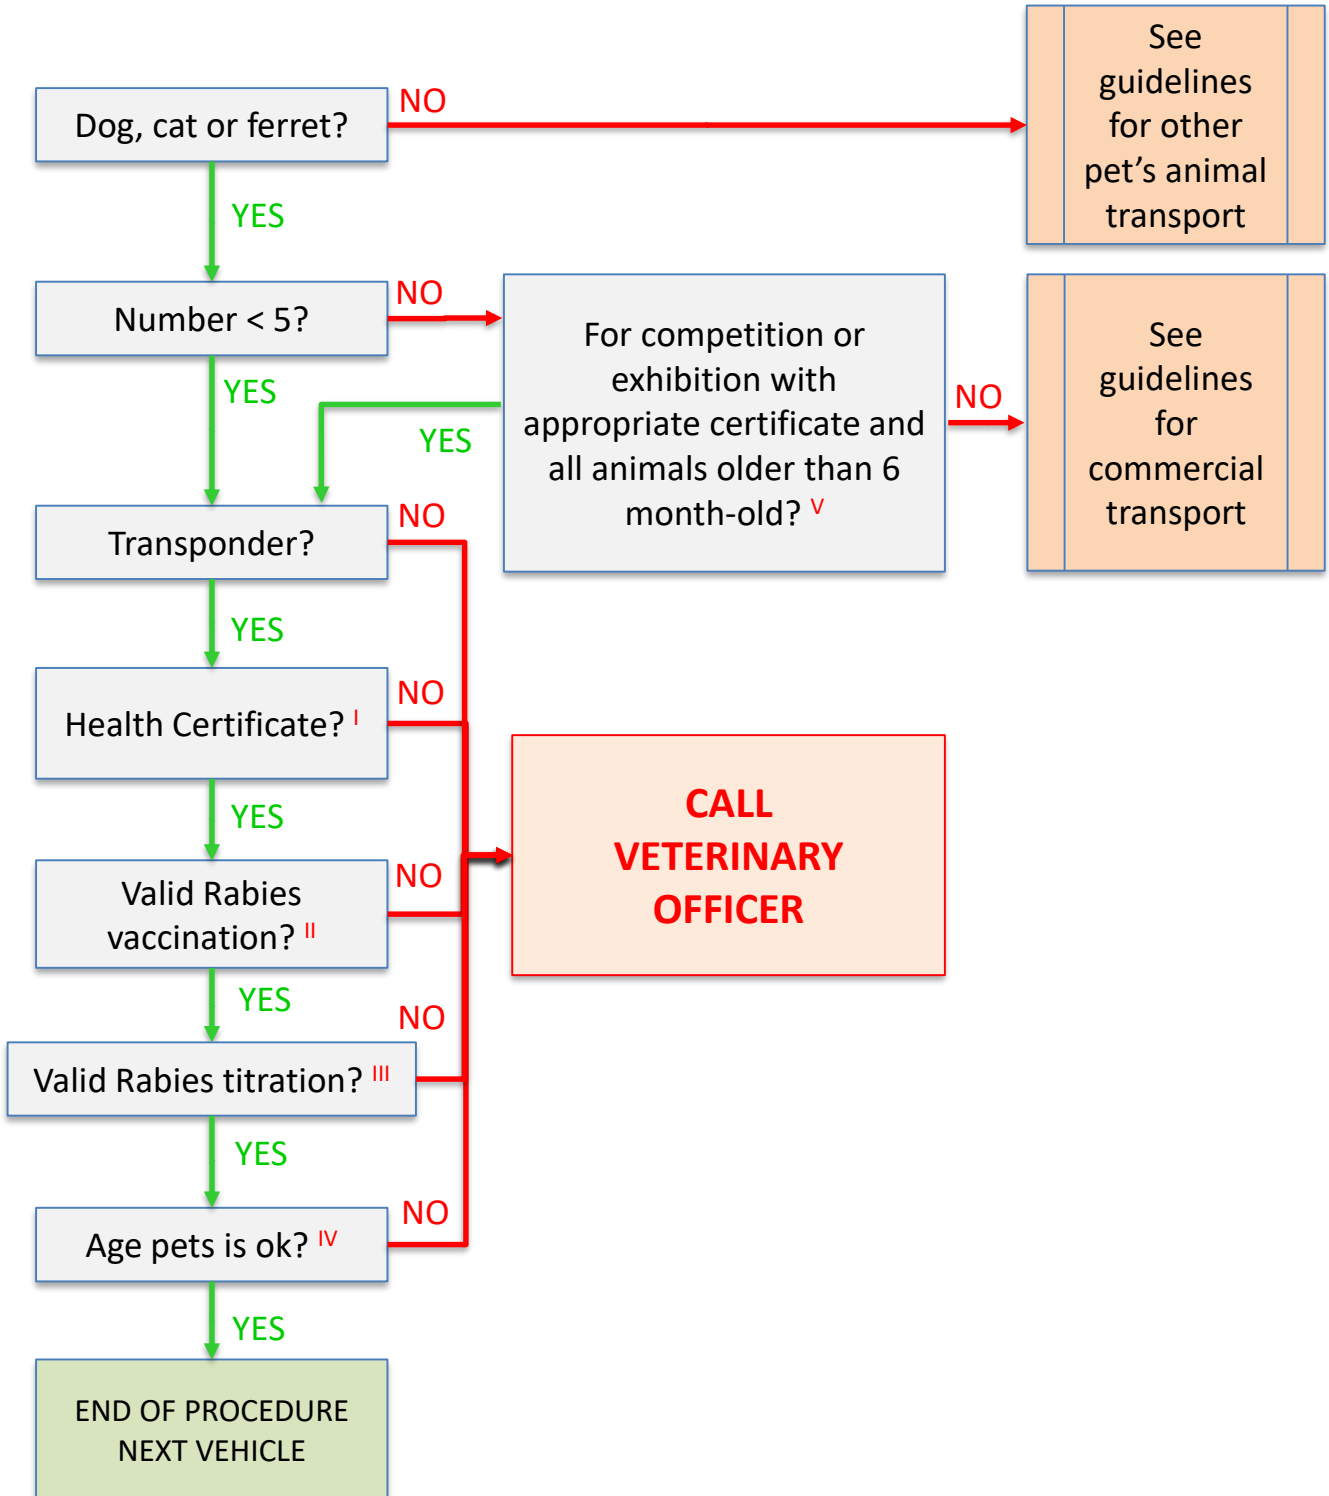 Dog, cat or ferret?
NO
See
guidelines
for other
pet’s animal
transport
YES
Number < 5?
NO
For competition or
exhibition with
appropriate certificate and
all animals older than 6
month-old? V
NO
See
guidelines
for
commercial
transport
YES
YES
Transponder?
NO
YES
Health Certificate? I
NO
CALL
VETERINARY
OFFICER
YES
Valid Rabies
vaccination? II
NO
YES
Valid Rabies titration? III
NO
YES
Age pets is ok? IV
NO
YES
END OF PROCEDURE
NEXT VEHICLE